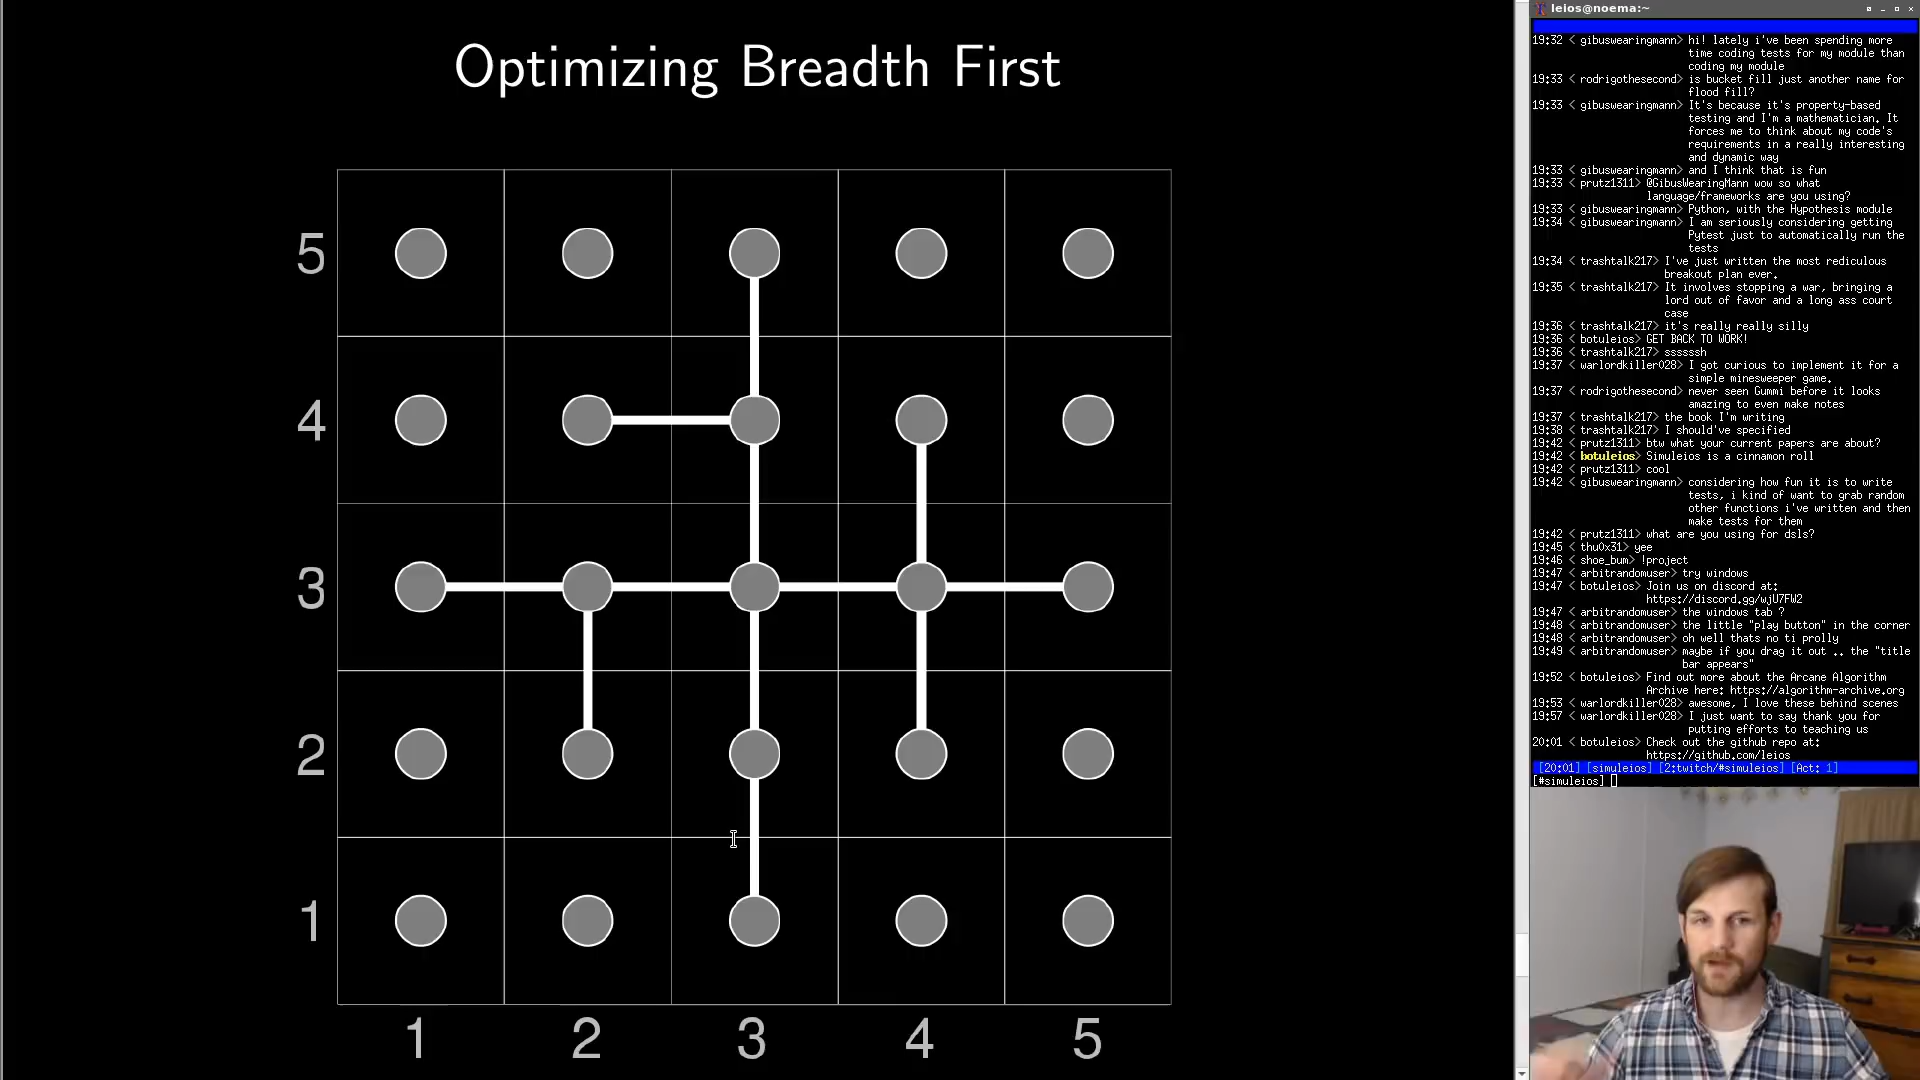 Optimizing Breadth First
5
4
3
2
1
1 2 3 4 5
leios@noema:~
19:32 < gibuswearingmann> hi! lately i've been spending more
time coding tests for my module than
coding my module
19:33 < rodrigothesecond> is bucket fill just another name for
flood fill?
19:33 < gibuswearingmann> It's because it's property-based
testing and I'm a mathematician. It
forces me to think about my code's
requirements in a really interesting
and dynamic way
19:33 < gibuswearingmann> and I think that is fun
19:33 < prutz1311> @GibusWearingMann wow so what
language/frameworks are you using?
19:33 < gibuswearingmann> Python, with the Hypothesis module
19:34 < gibuswearingmann> I am seriously considering getting
Pytest just to automatically run the
tests
19:34 < trashtalk217> I've just written the most rediculous
breakout plan ever.
19:35 < trashtalk217> It involves stopping a war, bringing a
lord out of favor and a long ass court
case
19:36 < trashtalk217> it's really really silly
19:36 < botuleios> GET BACK TO WORK!
19:36 < trashtalk217> ssssssh
19:37 < warlordkiller028> I got curious to implement it for a
simple minesweeper game.
19:37 < rodrigothesecond> never seen Gummi before it looks
amazing to even make notes
19:37 < trashtalk217> the book I'm writing
19:38 < trashtalk217> I should've specified
19:42 < prutz1311> btw what your current papers are about?
19:42 < botuleios> Simuleios is a cinnamon roll
19:42 < prutz1311> cool
19:42 < gibuswearingmann> considering how fun it is to write
tests, i kind of want to grab random
other functions i've written and then
make tests for them
19:42 < prutz1311> what are you using for dsls?
19:45 < thu0x31> yee
19:46 < shoe_bum> !project
19:47 < arbitrandomuser> try windows
19:47 < botuleios> Join us on discord at:
https://discord.gg/wjU7FW2
19:47 < arbitrandomuser> the windows tab ?
19:48 < arbitrandomuser> the little "play button" in the corner
19:48 < arbitrandomuser> oh well thats no ti prolly
19:49 < arbitrandomuser> maybe if you drag it out .. the "title
bar appears"
19:52 < botuleios> Find out more about the Arcane Algorithm
Archive here: https://algorithm-archive.org
19:53 < warlordkiller028> awesome, I love these behind scenes
19:57 < warlordkiller028> I just want to say thank you for
putting efforts to teaching us
20:01 < botuleios> Check out the github repo at:
https://github.com/leios
[20:01] [simuleios] [2:twitch/#simuleios] [Act: 1]
[#simuleios]